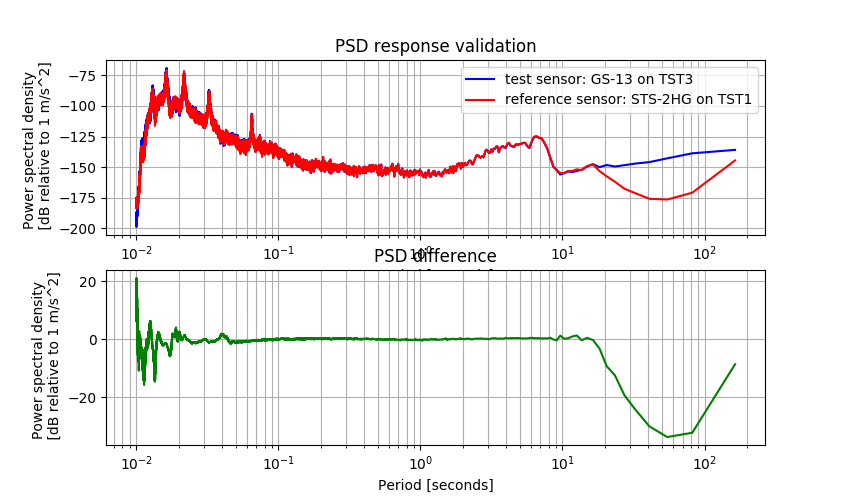 PSD response validation
Power spectral density
[dB relative to 1 m/s^2]
−75
−100
−125
−150
−175
−200
test sensor: GS-13 on TST3
reference sensor: STS-2HG on TST1
10^−2
10^−1
10^0
10^1
10^2
PSD difference
Power spectral density
[dB relative to 1 m/s^2]
20
0
−20
10^−2
10^−1
10^0
10^1
10^2
Period [seconds]